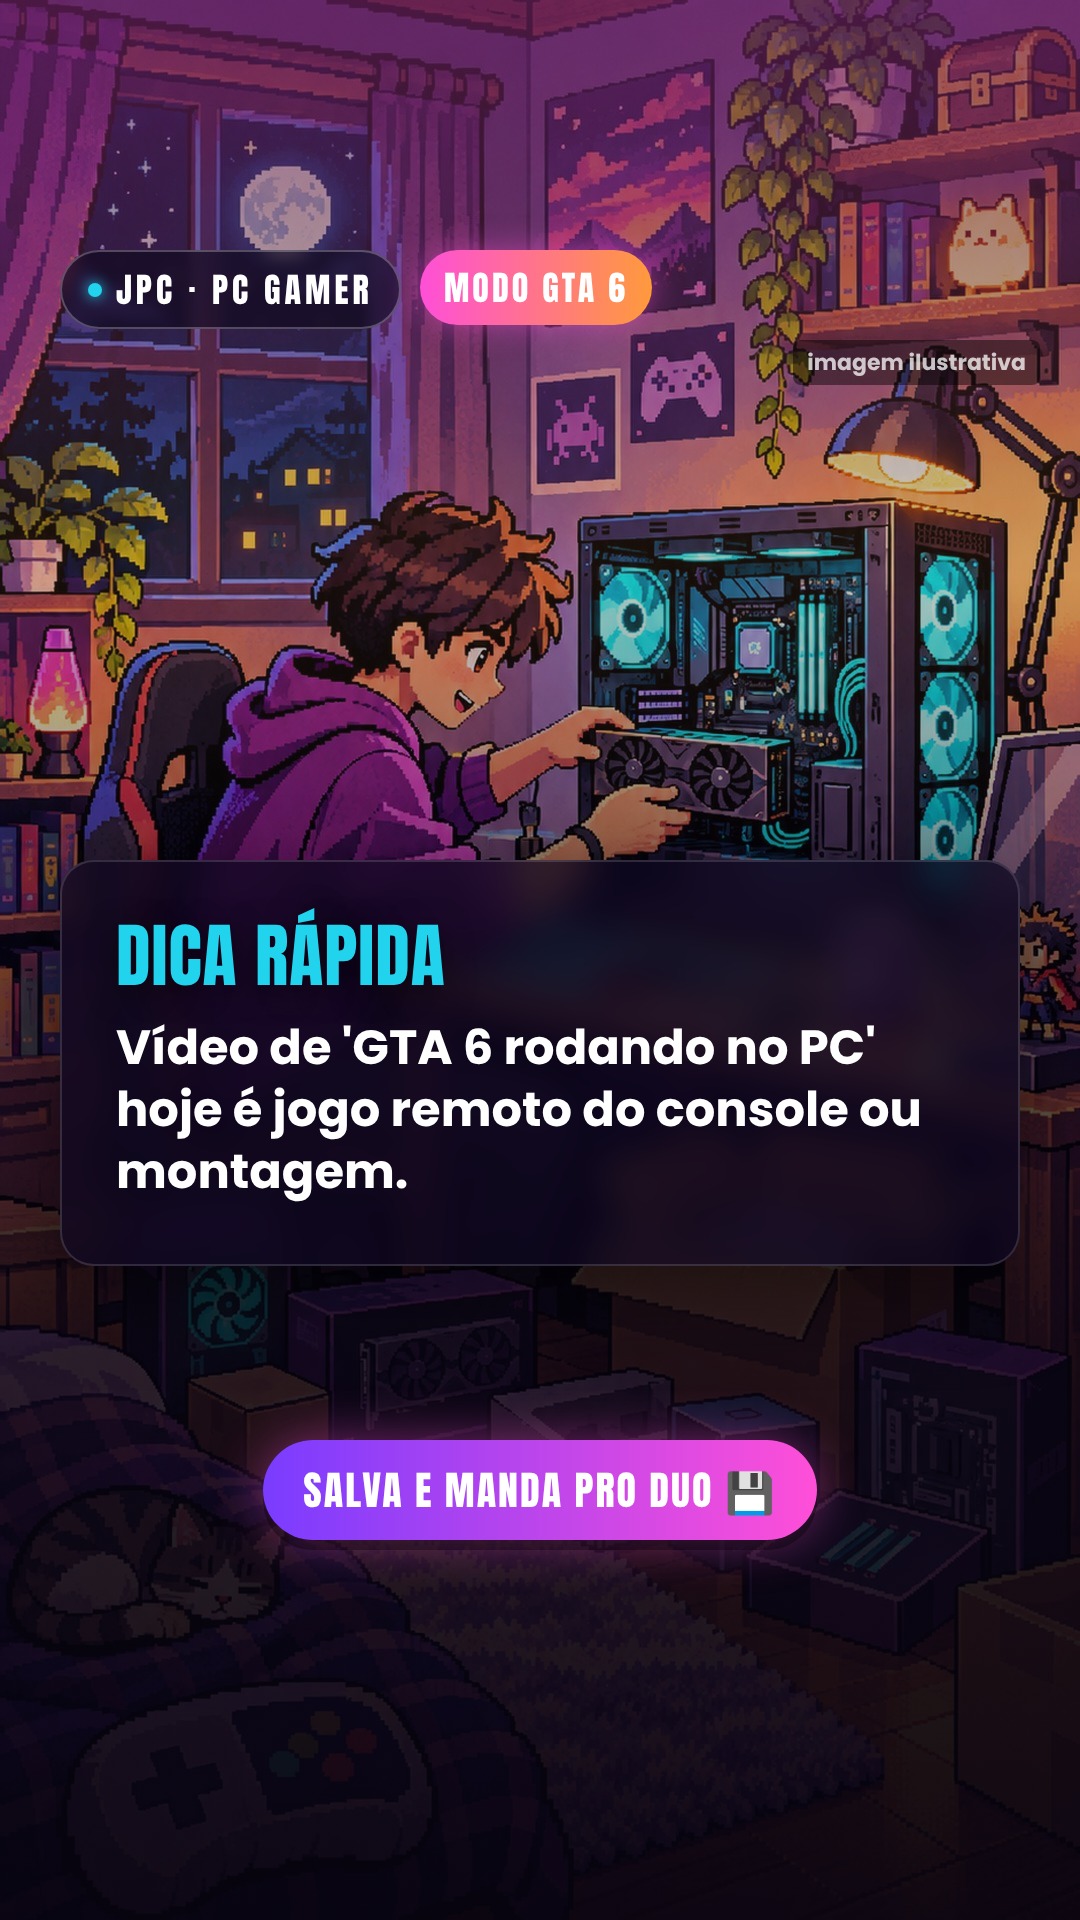 JPC · PC GAMER
MODO GTA 6
imagem ilustrativa
DICA RÁPIDA
Vídeo de 'GTA 6 rodando no PC'
hoje é jogo remoto do console ou
montagem.
SALVA E MANDA PRO DUO 💾